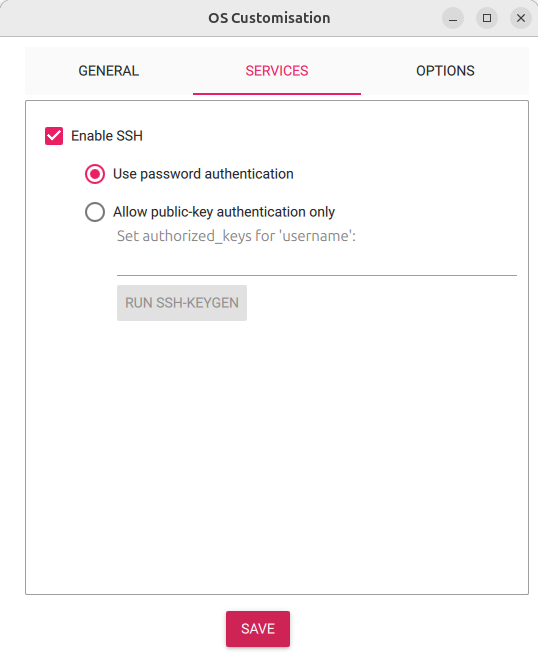 OS Customisation
GENERAL SERVICES OPTIONS
Enable SSH
Use password authentication
Allow public-key authentication only
Set authorized_keys for 'username':
RUN SSH-KEYGEN
SAVE